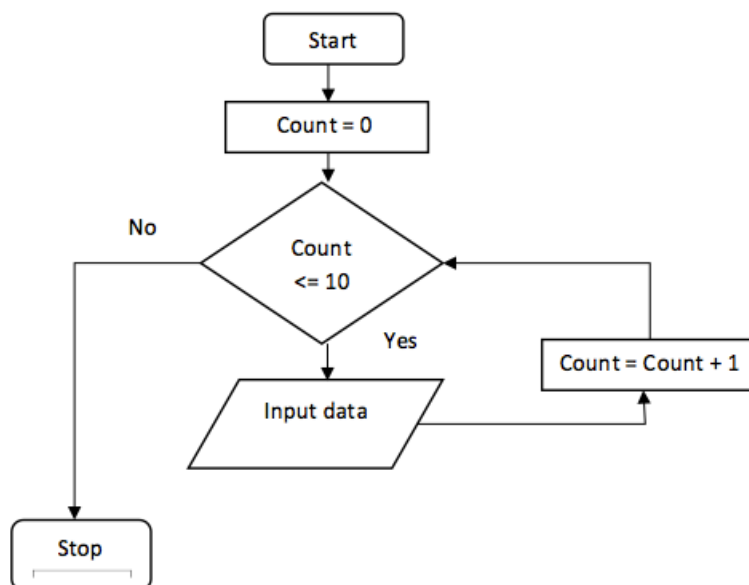 Start
Count = 0
No
Count
<= 10
Yes
Count = Count + 1
Input data
Stop